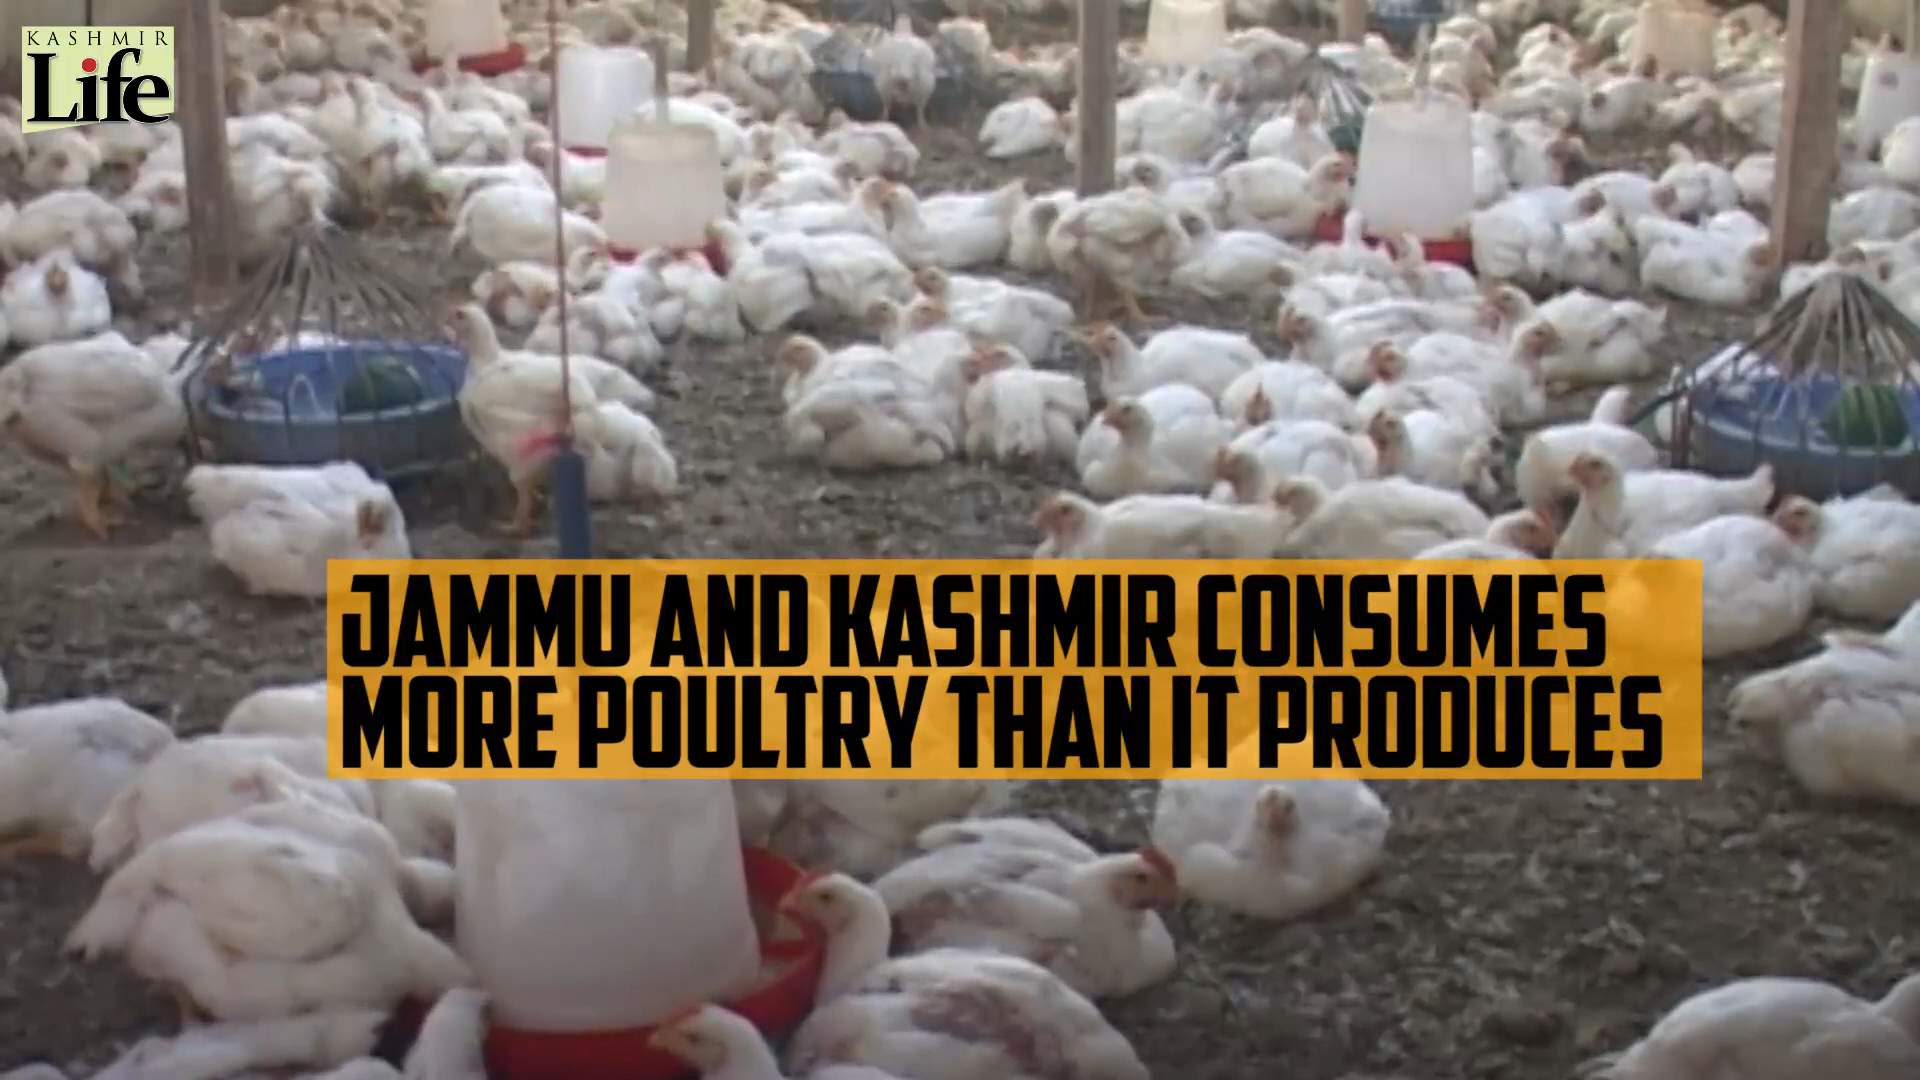 KASHMIR
Life
JAMMU AND KASHMIR CONSUMES
MORE POULTRY THAN IT PRODUCES